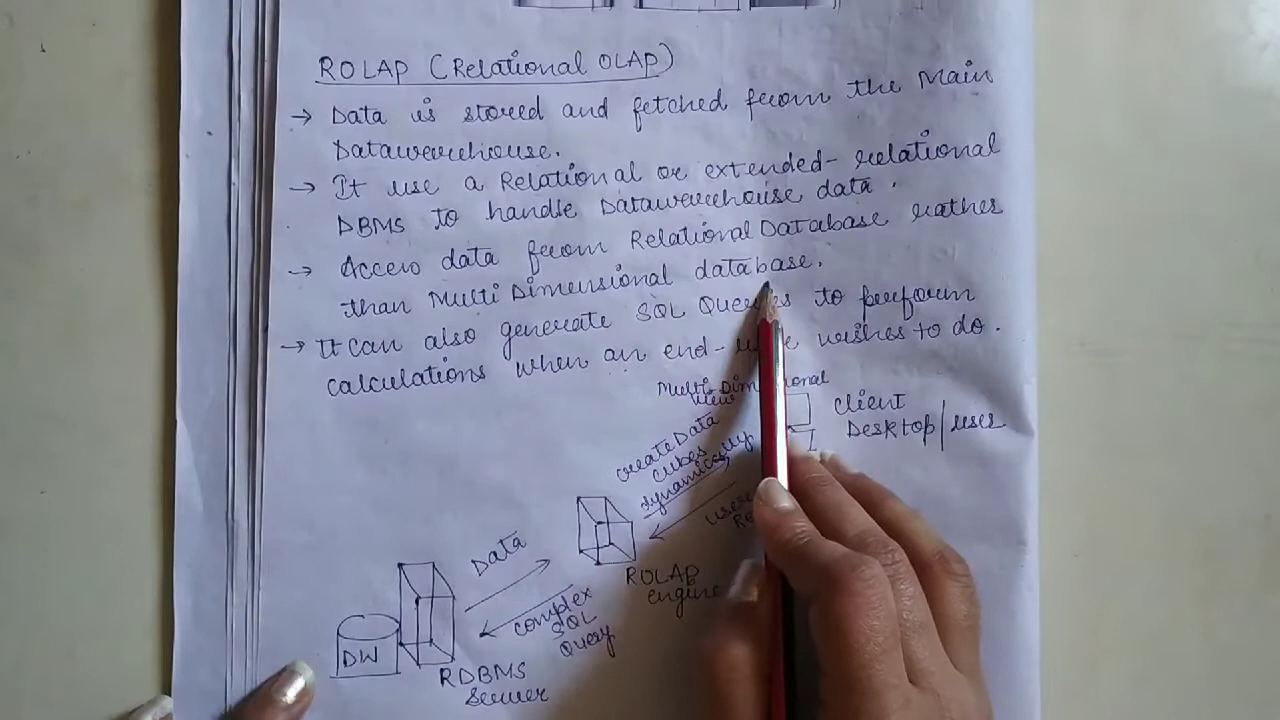 ROLAP (Relational OLAP)
→ Data is stored and fetched from the Main
Datawarehouse.
→ It use a Relational or extended-relational
DBMS to handle Datawarehouse data.
→ Access data from Relational Database rather
than Multi Dimensional database.
→ It can also generate SQL Queries to perform
calculations when an end- wishes to do.
Multi Dimensional
view
Client
Desktop/user
Create Data
cubes
dynamically
Data
ROLAP
engine
complex
SQL
Query
DW
RDBMS
Server